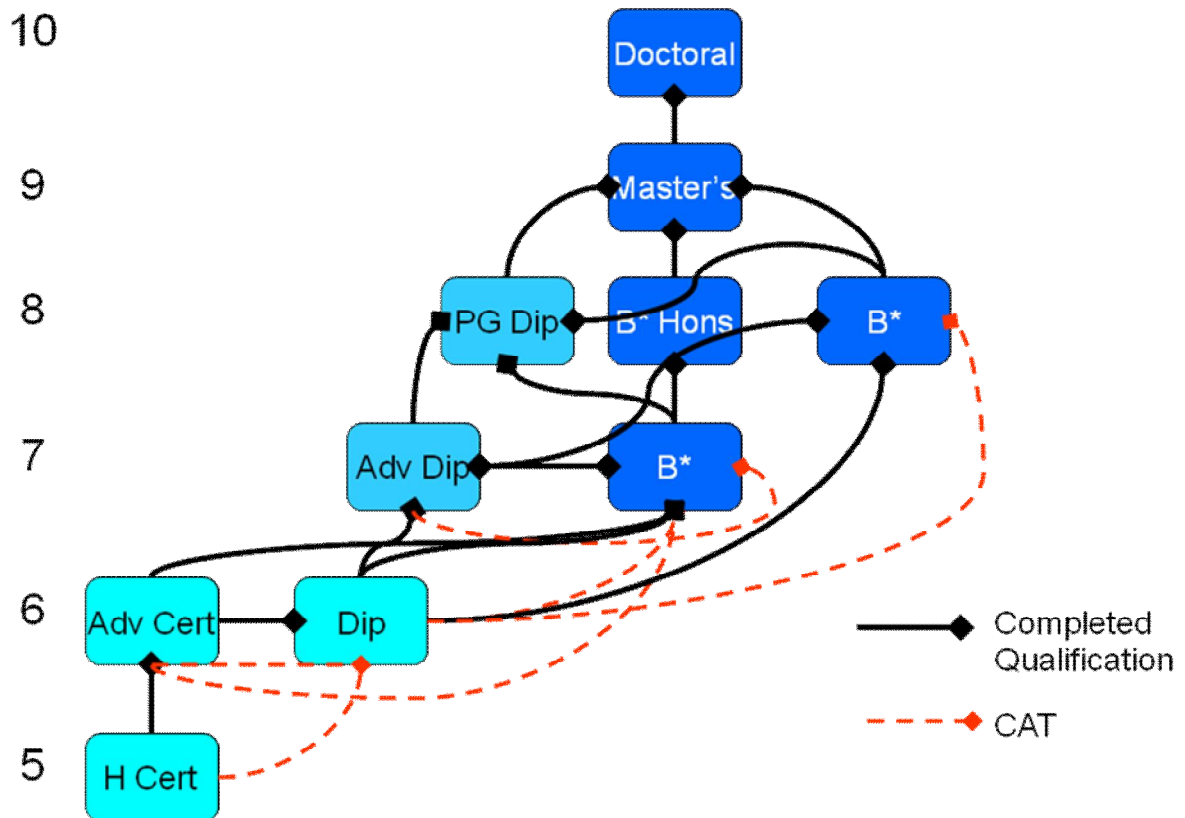 10
Doctoral
9
Master's
8
PG Dip
B* Hons
B*
7
Adv Dip
B*
6
Adv Cert
Dip
Completed
Qualification
CAT
5
H Cert